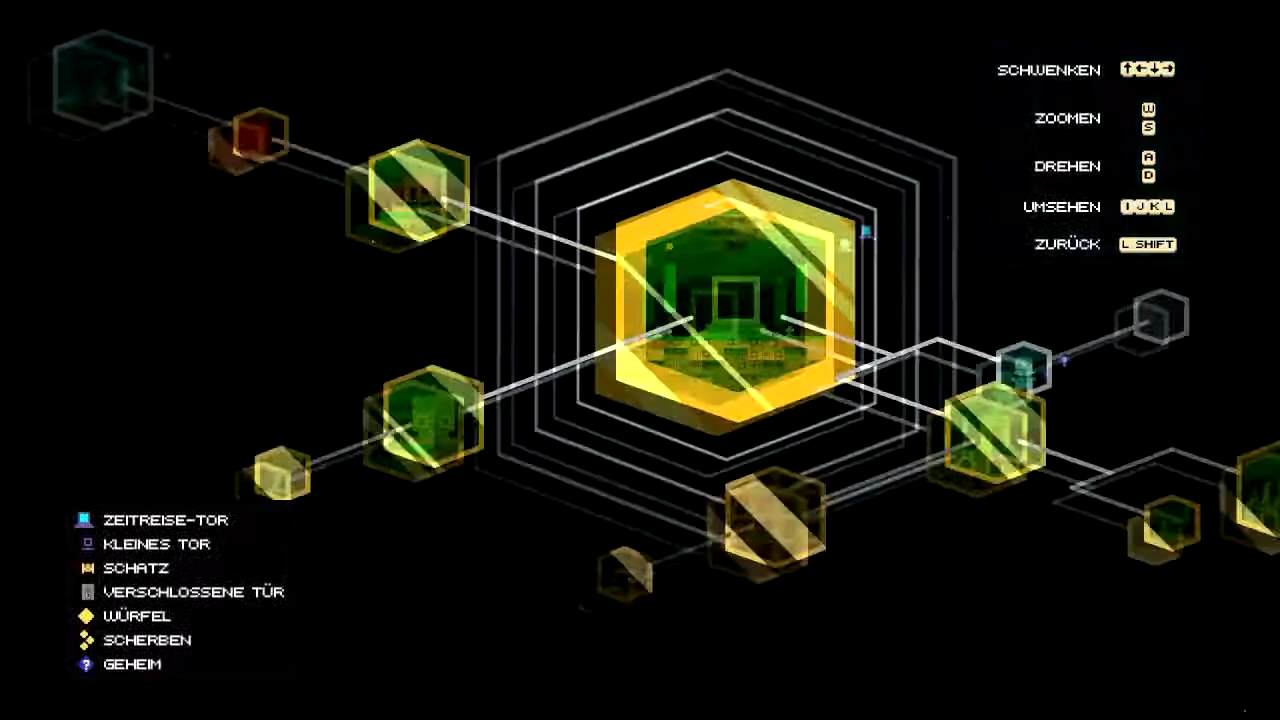 SCHWENKEN ↑←↓→
ZOOMEN W
S
DREHEN A
D
UMSEHEN I J K L
ZURÜCK L SHIFT
ZEITREISE-TOR
KLEINES TOR
SCHATZ
VERSCHLOSSENE TÜR
WÜRFEL
SCHERBEN
? GEHEIM